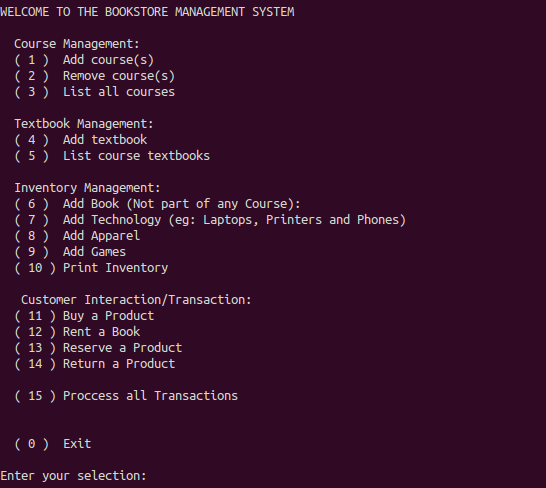 WELCOME TO THE BOOKSTORE MANAGEMENT SYSTEM
Course Management:
( 1 ) Add course(s)
( 2 ) Remove course(s)
( 3 ) List all courses
Textbook Management:
( 4 ) Add textbook
( 5 ) List course textbooks
Inventory Management:
( 6 ) Add Book (Not part of any Course):
( 7 ) Add Technology (eg: Laptops, Printers and Phones)
( 8 ) Add Apparel
( 9 ) Add Games
( 10 ) Print Inventory
Customer Interaction/Transaction:
( 11 ) Buy a Product
( 12 ) Rent a Book
( 13 ) Reserve a Product
( 14 ) Return a Product
( 15 ) Proccess all Transactions
( 0 ) Exit
Enter your selection: